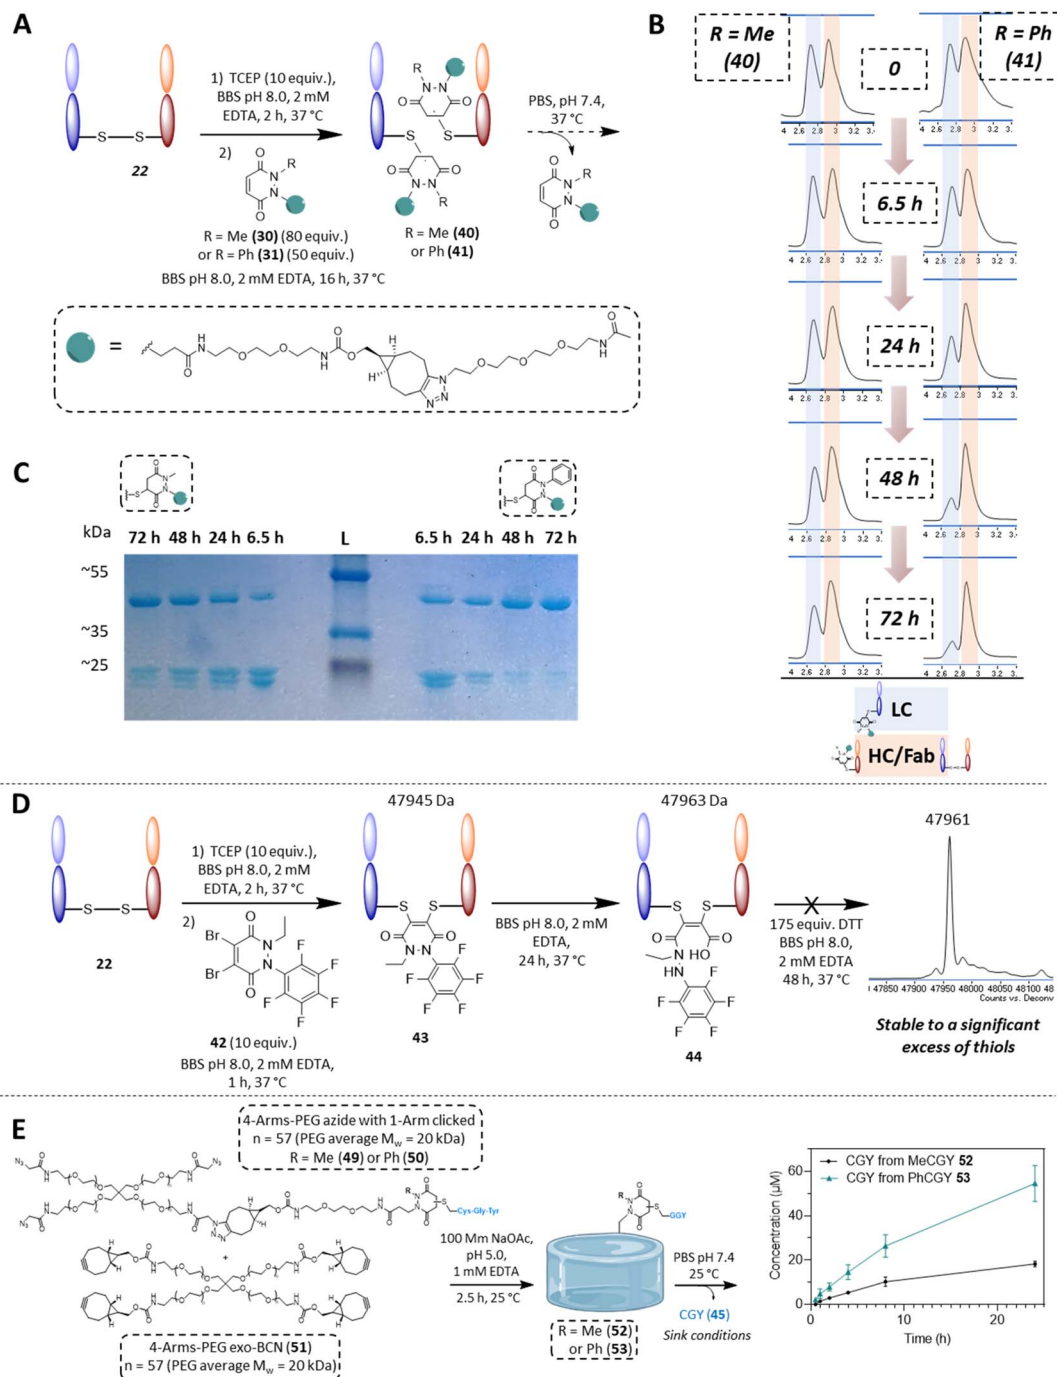 A
1) TCEP (10 equiv.),
BBS pH 8.0, 2 mM
EDTA, 2 h, 37 °C
2)
S
S
22
R = Me (30) (80 equiv.)
or R = Ph (31) (50 equiv.)
BBS pH 8.0, 2 mM EDTA, 16 h, 37 °C
R = Me (40)
or Ph (41)
PBS, pH 7.4,
37 °C
=
B
R = Me
(40)
R = Ph
(41)
0
6.5 h
24 h
48 h
72 h
LC
HC/Fab
C
kDa
72 h 48 h 24 h 6.5 h
L
6.5 h 24 h 48 h 72 h
~55
~35
~25
D
22
1) TCEP (10 equiv.),
BBS pH 8.0, 2 mM
EDTA, 2 h, 37 °C
2)
42 (10 equiv.)
BBS pH 8.0, 2 mM EDTA,
1 h, 37 °C
47945 Da
43
BBS pH 8.0, 2 mM
EDTA,
24 h, 37 °C
47963 Da
44
175 equiv. DTT
BBS pH 8.0,
2 mM EDTA
48 h, 37 °C
47961
47850 47900 47950 48000 48050 48100 48
Counts vs. Deconv
Stable to a significant
excess of thiols
E
4-Arms-PEG azide with 1-Arm clicked
n = 57 (PEG average Mw = 20 kDa)
R = Me (49) or Ph (50)
Cys-Gly-Tyr
+
4-Arms-PEG exo-BCN (51)
n = 57 (PEG average Mw = 20 kDa)
100 Mm NaOAc,
pH 5.0,
1 mM EDTA
2.5 h, 25 °C
GGY
R = Me (52)
or Ph (53)
PBS pH 7.4
25 °C
CGY (45)
Sink conditions
CGY from MeCGY 52
CGY from PhCGY 53
Concentration (µM)
60
40
20
0
0 10 20
Time (h)